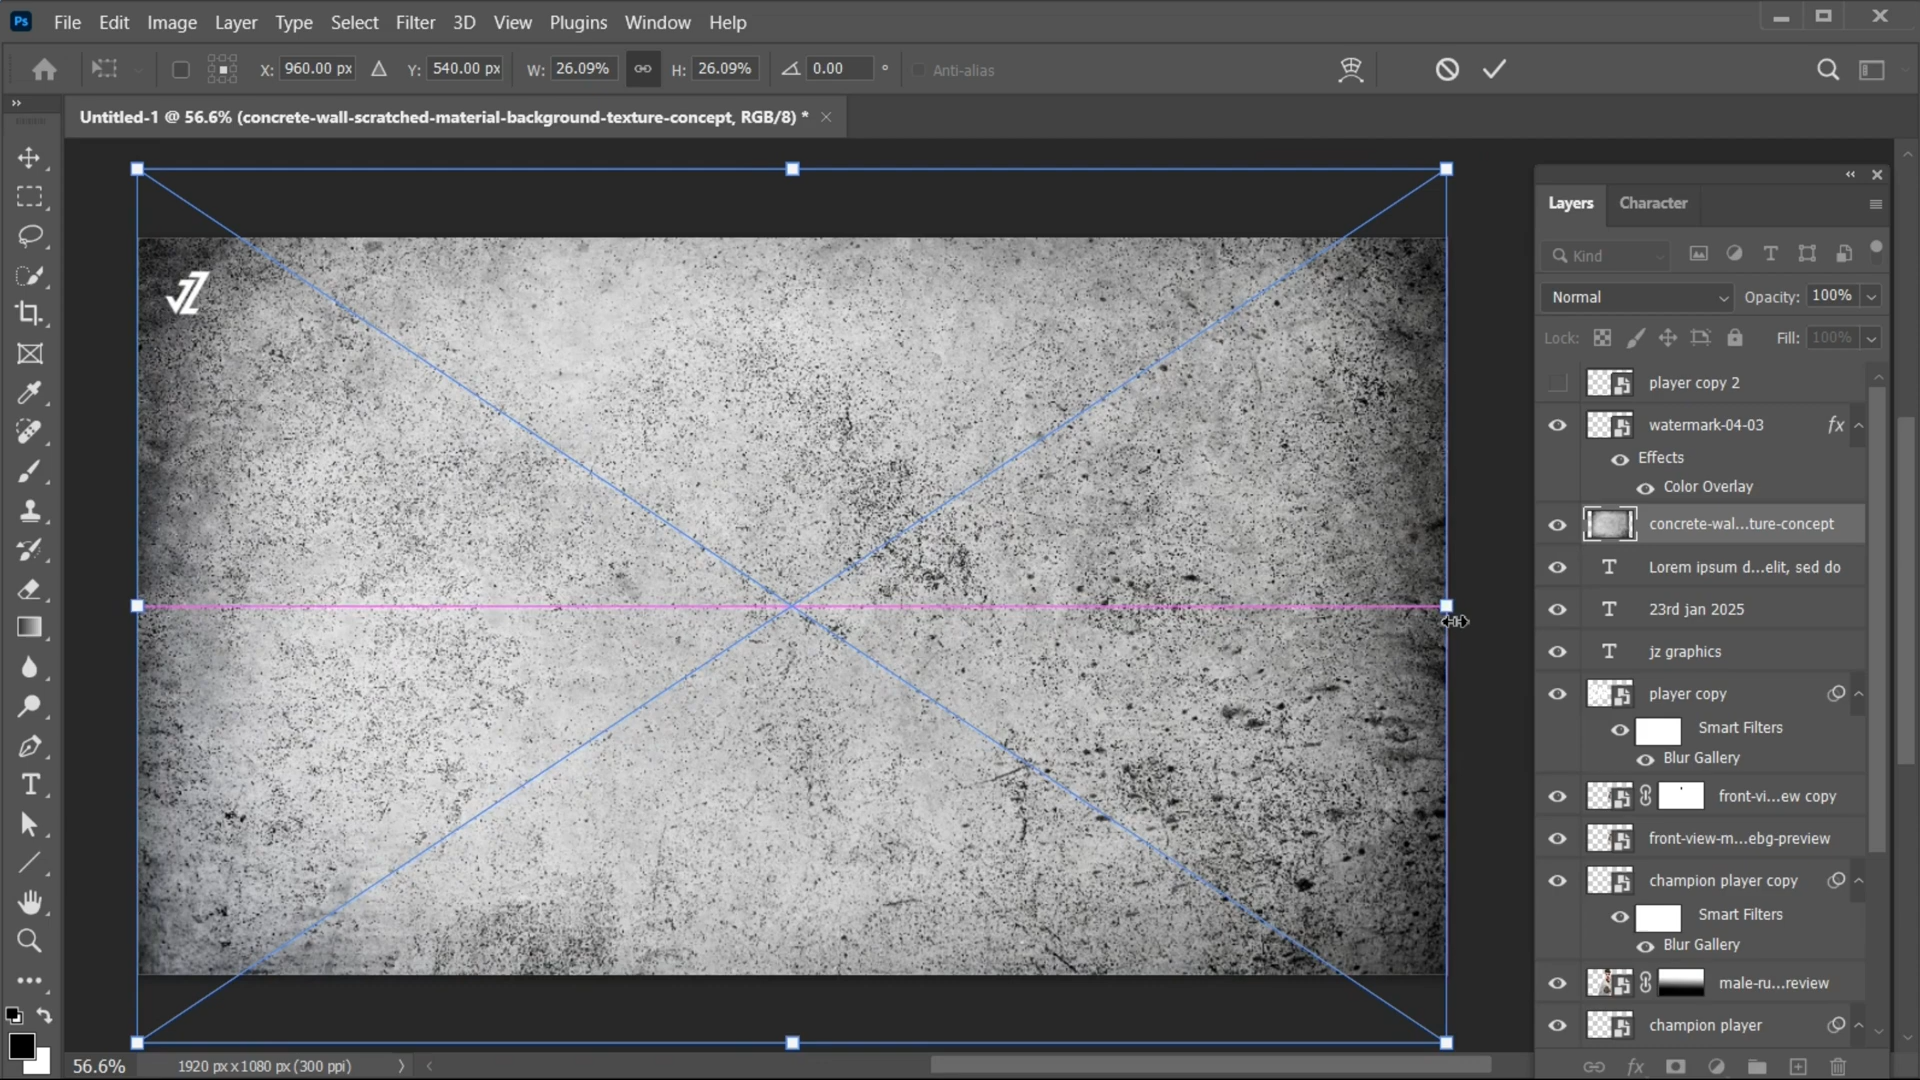 Ps File Edit Image Layer Type Select Filter 3D View Plugins Window Help
X: 960.00 px Y: 540.00 px W: 26.09% H: 26.09% 0.00 ° Anti-alias
Untitled-1 @ 56.6% (concrete-wall-scratched-material-background-texture-concept, RGB/8) *
Layers Character
Kind
Normal Opacity: 100%
Lock: Fill: 100%
player copy 2
watermark-04-03 fx
Effects
Color Overlay
concrete-wal...ture-concept
T Lorem ipsum d...elit, sed do
T 23rd jan 2025
T jz graphics
player copy
Smart Filters
Blur Gallery
front-vi...ew copy
front-view-m...ebg-preview
champion player copy
Smart Filters
Blur Gallery
male-ru...review
champion player
fx
56.6% 1920 px x 1080 px (300 ppi)